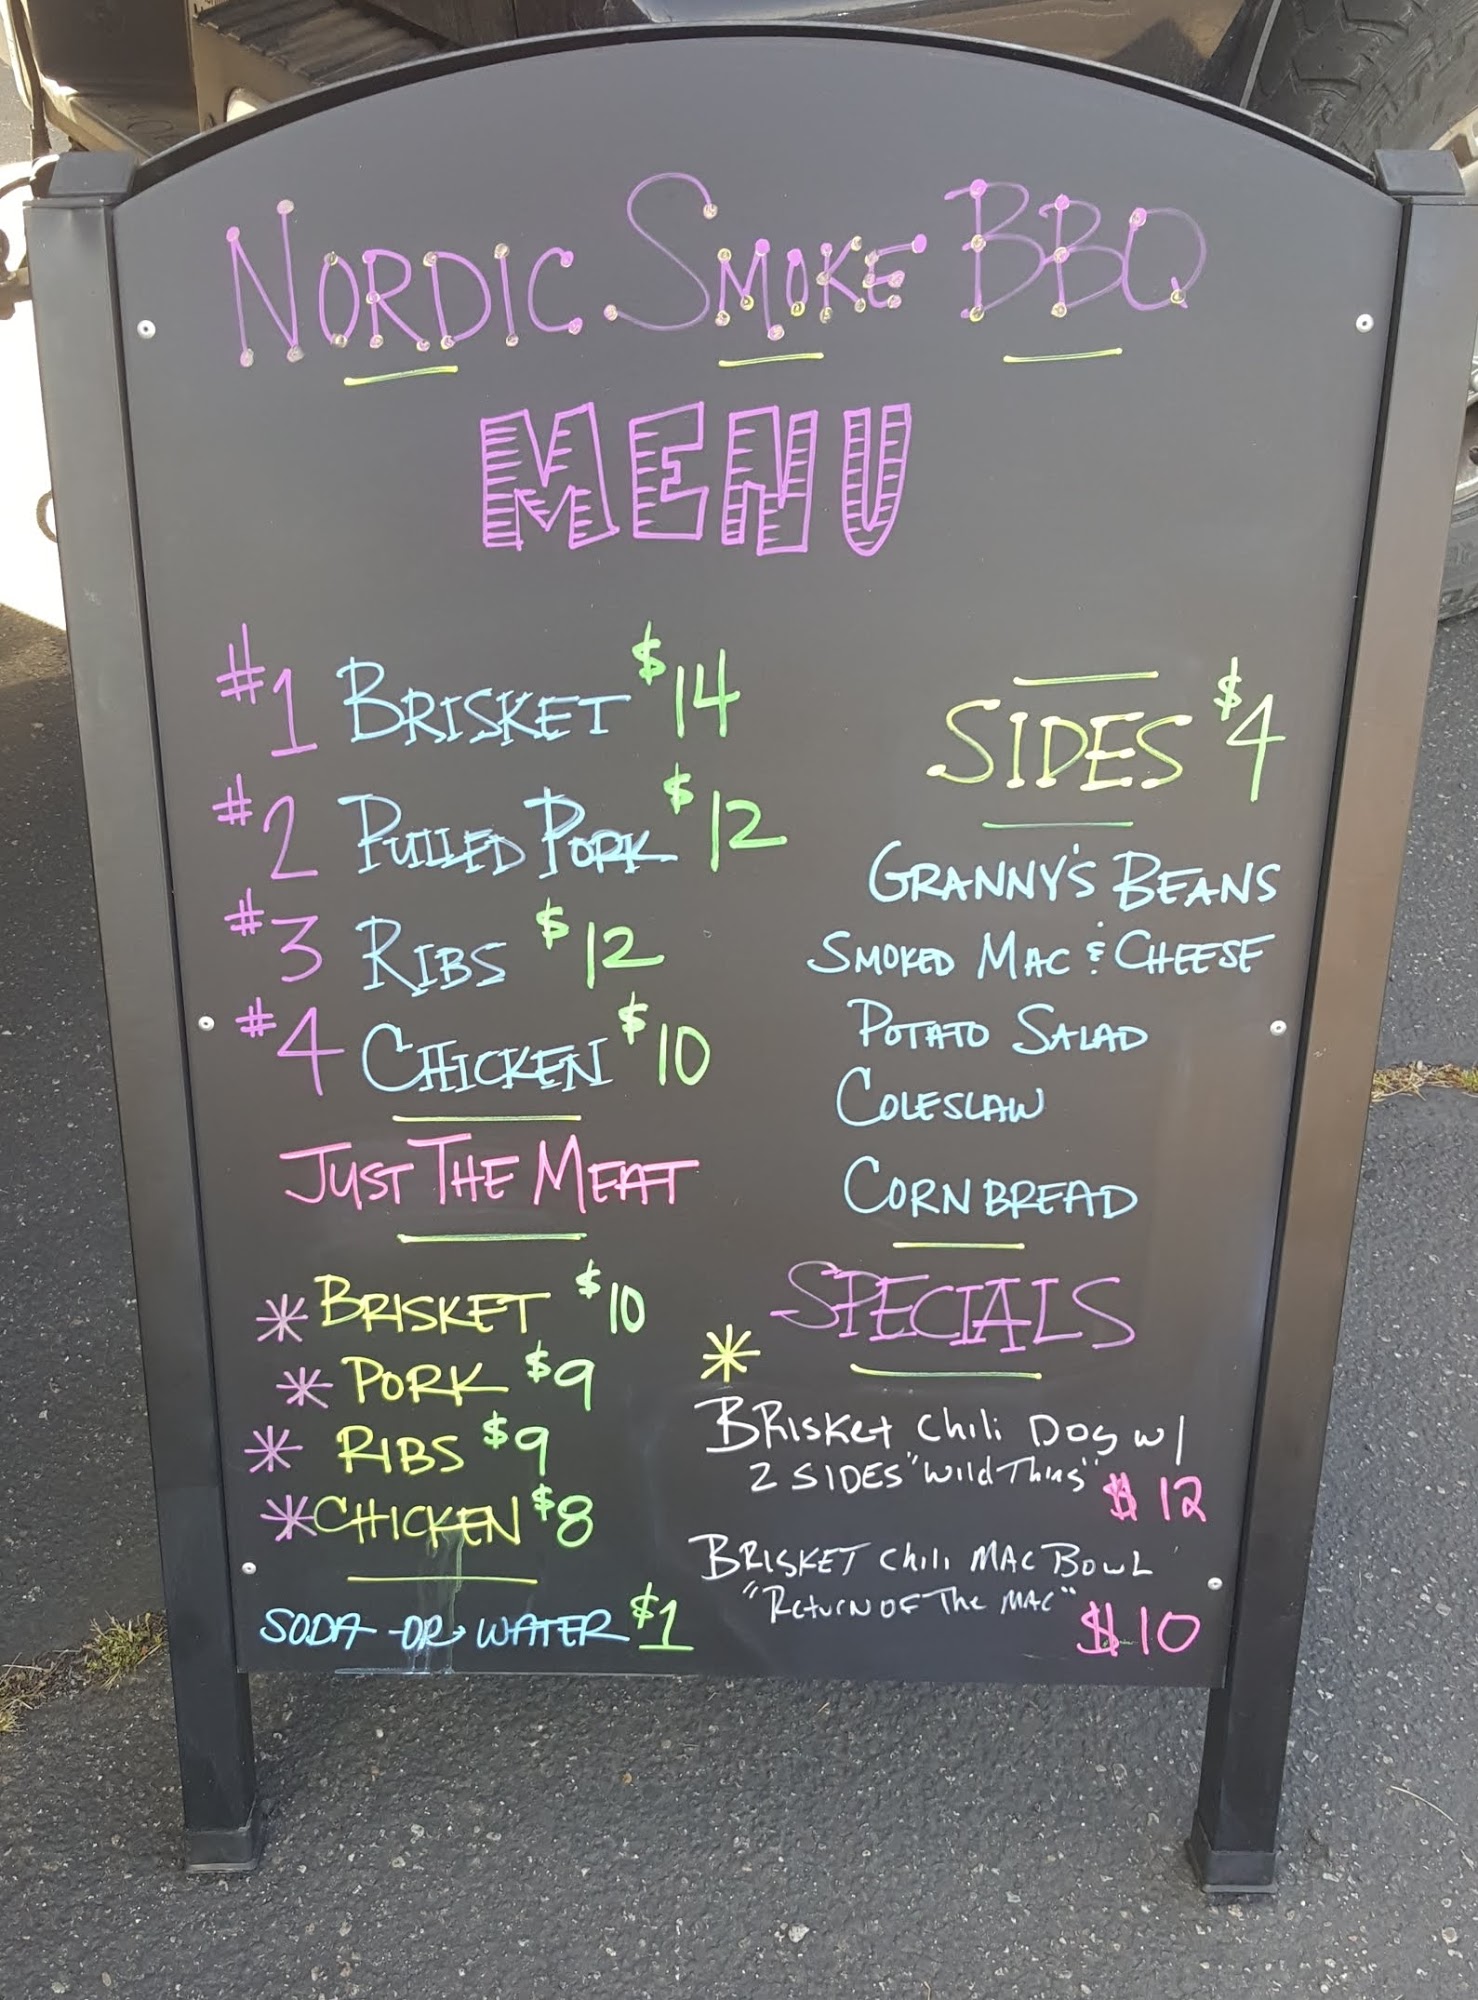 NORDIC SMOKE BBQ
MENU
#1 BRISKET $14
#2 PULLED PORK $12
#3 RIBS $12
#4 CHICKEN $10
JUST THE MEAT
* BRISKET $10
* PORK $9
* RIBS $9
* CHICKEN $8
SODA -OR- WATER $1
SIDES $4
GRANNY'S BEANS
SMOKED MAC & CHEESE
POTATO SALAD
COLESLAW
CORNBREAD
* SPECIALS
BRISKET CHILI DOG W/
2 SIDES "WILD THING" $12
BRISKET CHILI MAC BOWL
"RETURN OF THE MAC" $10